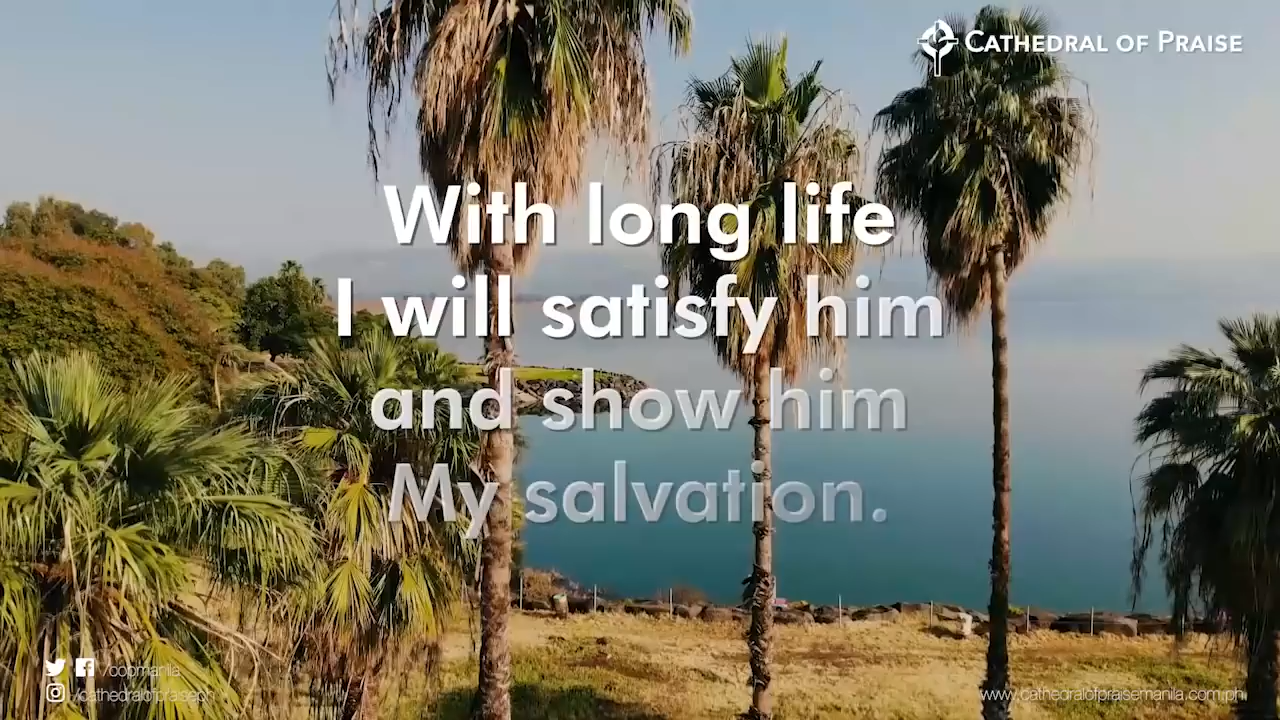 CATHEDRAL OF PRAISE
With long life
I will satisfy him
and show him
My salvation.
/copmanila
/cathedralofpraiseph
www.cathedralofpraisemanila.com.ph